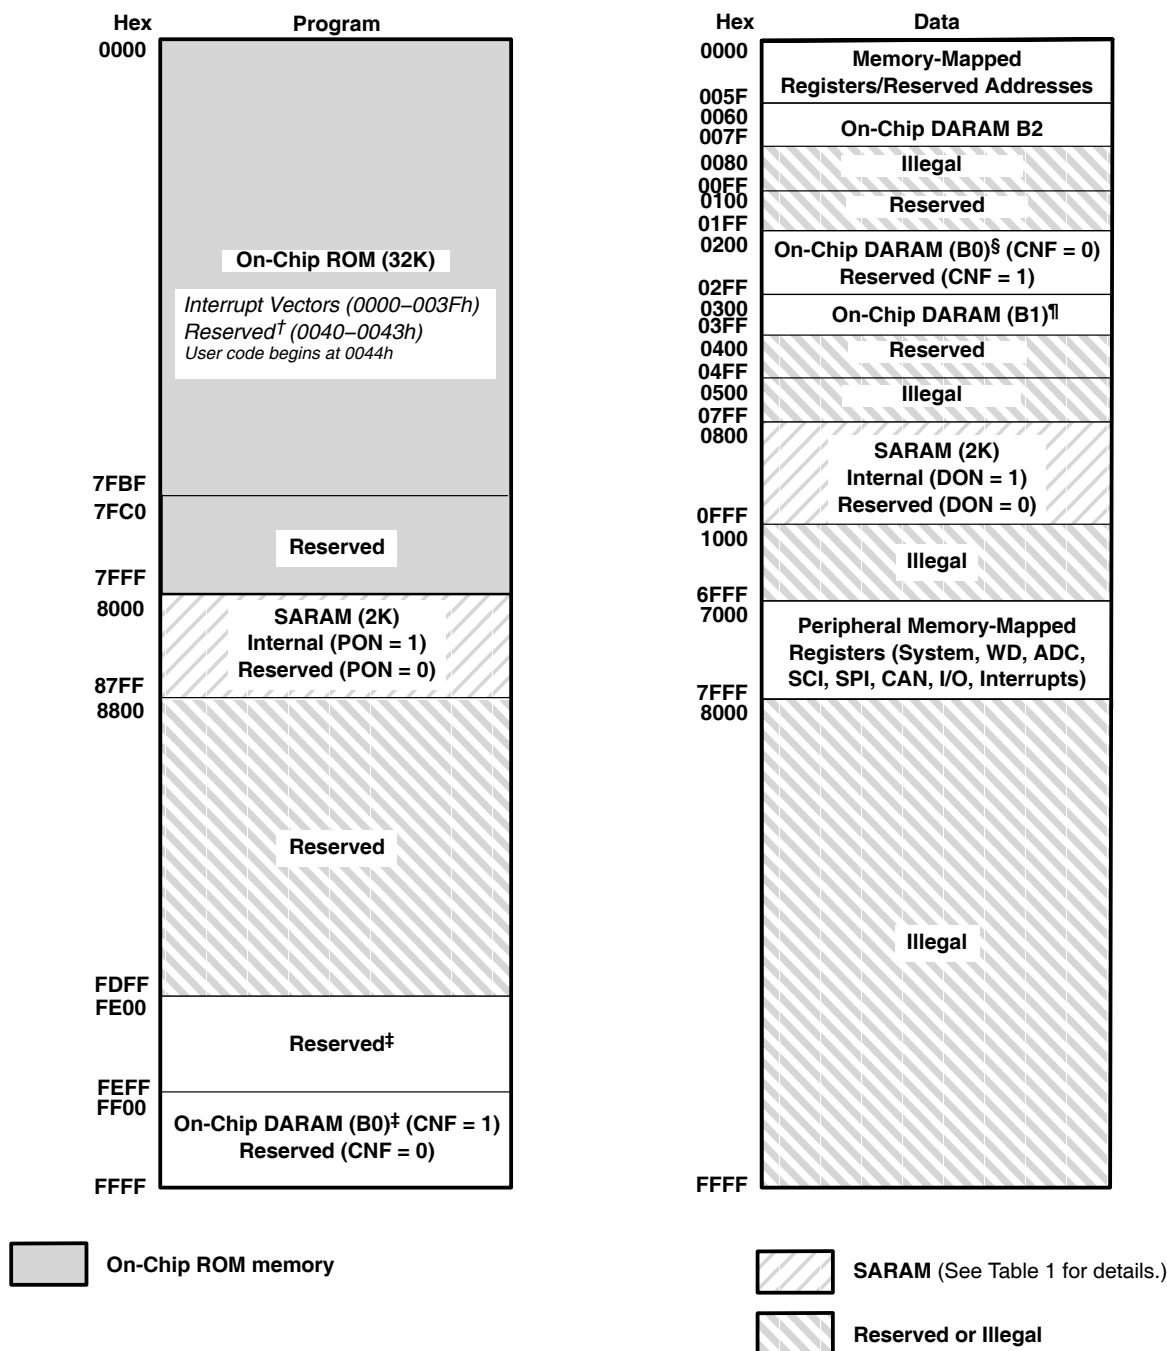 Hex Program
0000
On-Chip ROM (32K)
Interrupt Vectors (0000–003Fh)
Reserved† (0040–0043h)
User code begins at 0044h
7FBF
7FC0
Reserved
7FFF
8000
SARAM (2K)
Internal (PON = 1)
Reserved (PON = 0)
87FF
8800
Reserved
FDFF
FE00
Reserved‡
FEFF
FF00
On-Chip DARAM (B0)‡ (CNF = 1)
Reserved (CNF = 0)
FFFF
On-Chip ROM memory
Hex Data
0000
Memory-Mapped
Registers/Reserved Addresses
005F
0060
On-Chip DARAM B2
007F
0080
Illegal
00FF
0100
Reserved
01FF
0200
On-Chip DARAM (B0)§ (CNF = 0)
Reserved (CNF = 1)
02FF
0300
On-Chip DARAM (B1)¶
03FF
0400
Reserved
04FF
0500
Illegal
07FF
0800
SARAM (2K)
Internal (DON = 1)
Reserved (DON = 0)
0FFF
1000
Illegal
6FFF
7000
Peripheral Memory-Mapped
Registers (System, WD, ADC,
SCI, SPI, CAN, I/O, Interrupts)
7FFF
8000
Illegal
FFFF
SARAM (See Table 1 for details.)
Reserved or Illegal